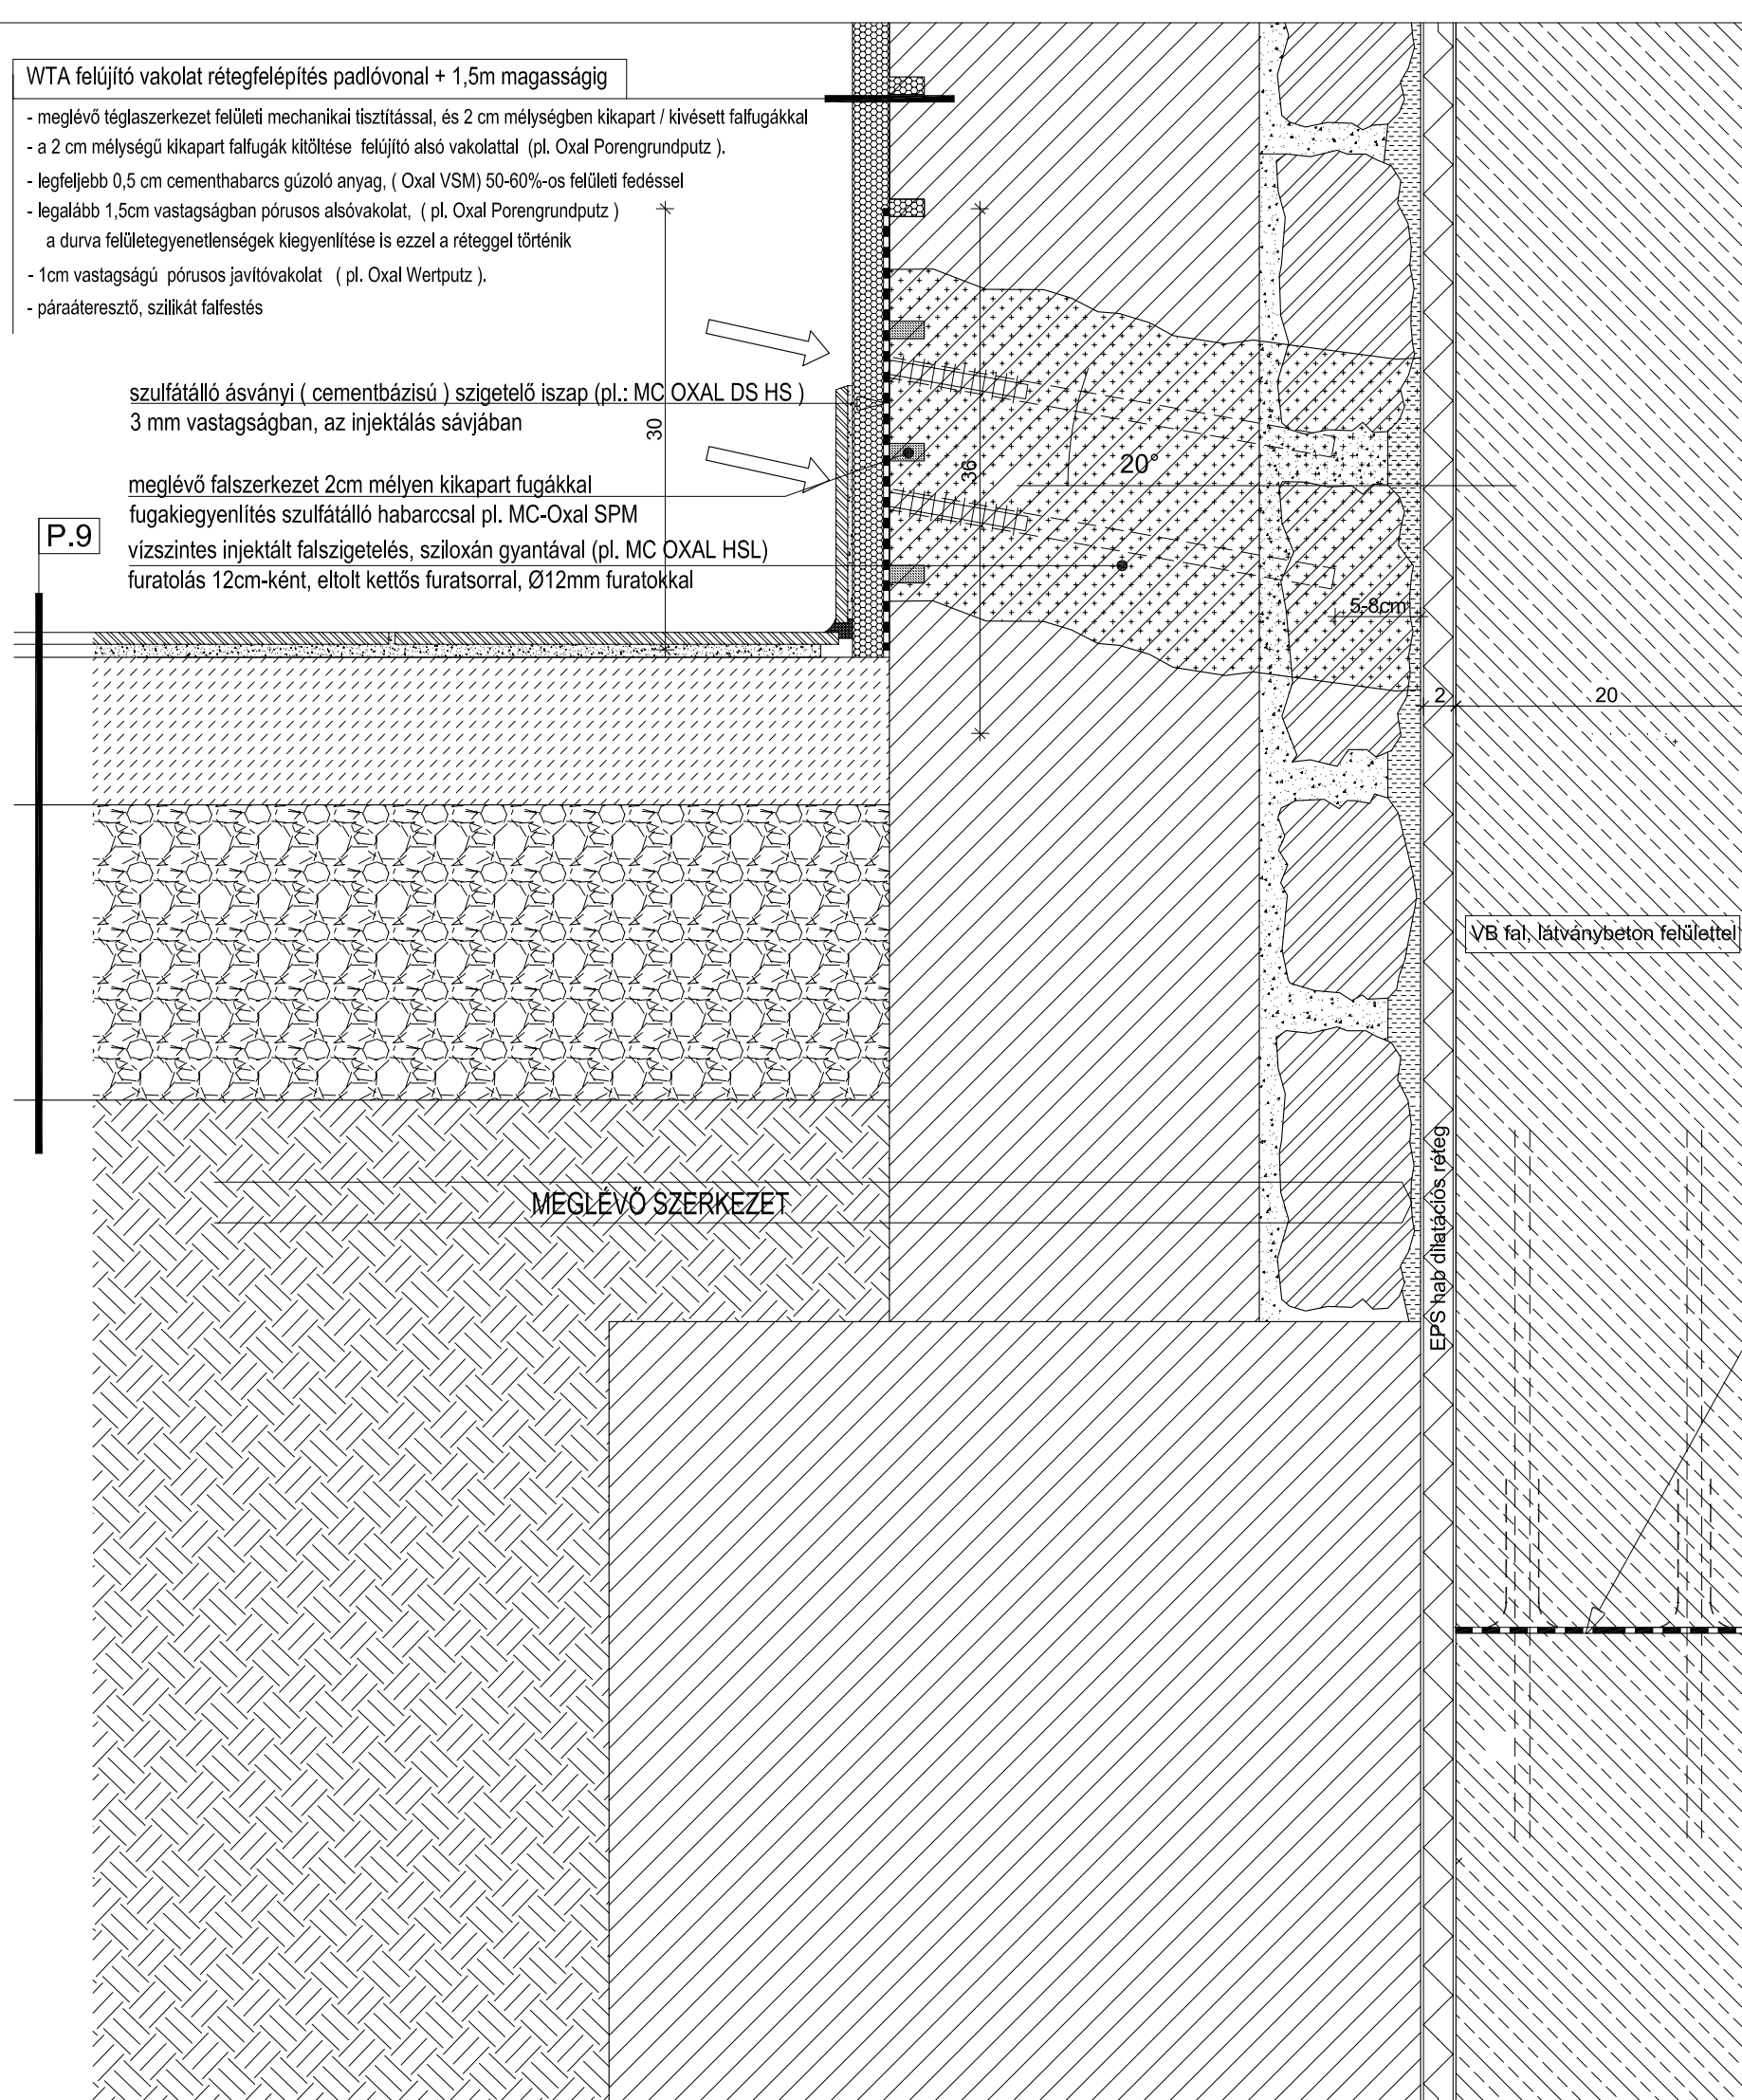 WTA felújító vakolat rétegfelépítés padlóvonal + 1,5m magasságig
- meglévő téglaszerkezet felületi mechanikai tisztítással, és 2 cm mélységben kikapart / kivésett falfugákkal
- a 2 cm mélységű kikapart falfugák kitöltése felújító alsó vakolattal (pl. Oxal Porengrundputz ).
- legfeljebb 0,5 cm cementhabarcs gúzoló anyag, ( Oxal VSM) 50-60%-os felületi fedéssel
- legalább 1,5cm vastagságban pórusos alsóvakolat, ( pl. Oxal Porengrundputz )
a durva felületegyenetlenségek kiegyenlítése is ezzel a réteggel történik
- 1cm vastagságú pórusos javítóvakolat ( pl. Oxal Wertputz ).
- páraáteresztő, szilikát falfestés
szulfátálló ásványi ( cementbázisú ) szigetelő iszap (pl.: MC OXAL DS HS )
3 mm vastagságban, az injektálás sávjában
30
36
20°
meglévő falszerkezet 2cm mélyen kikapart fugákkal
fugakiegyenlítés szulfátálló habarccsal pl. MC-Oxal SPM
P.9
vízszintes injektált falszigetelés, sziloxán gyantával (pl. MC OXAL HSL)
furatolás 12cm-ként, eltolt kettős furatsorral, Ø12mm furatokkal
5-8cm
2
20
VB fal, látványbeton felülettel
MEGLÉVŐ SZERKEZET
EPS hab dilatációs réteg